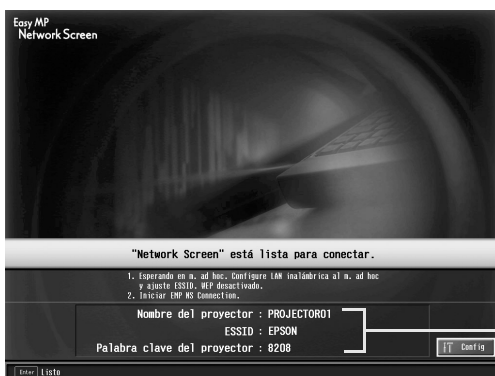 Easy MP
Network Screen
"Network Screen" está lista para conectar.
1. Esperando en m. ad hoc. Configure LAN inalámbrica al m. ad hoc
y ajuste ESSID. WEP desactivado.
2. Iniciar EMP NS Connection.
Nombre del proyector : PROJECTOR01
ESSID : EPSON
Palabra clave del proyector : 8208
Config
Enter Listo